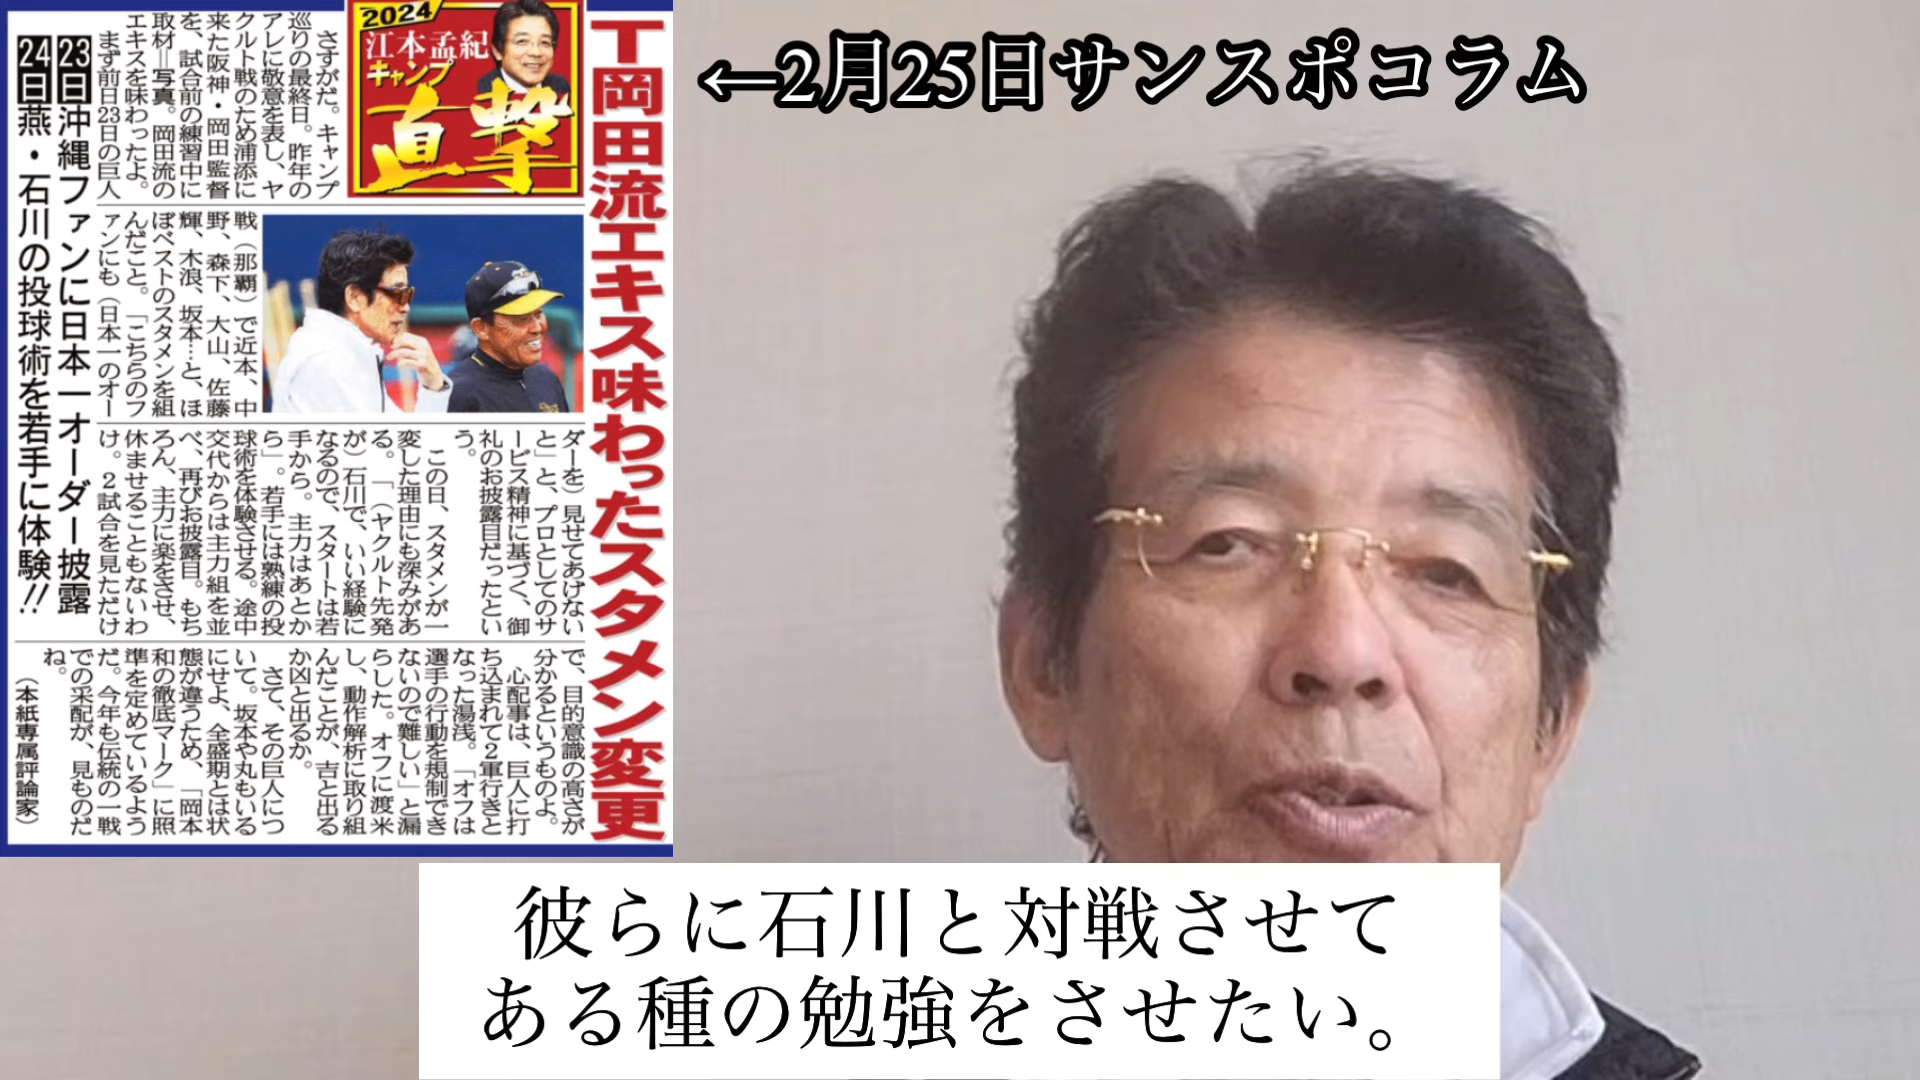 ←2月25日サンスポコラム
T岡田流エキス味わったスタメン変更
2024
江本孟紀
キャンプ
直撃
23日沖縄ファンに日本一オーダー披露
24日燕・石川の投球術を若手に体験!!
さすがだ。キャンプ
巡りの最終日。昨年の
アレに敬意を表し、ヤ
クルト戦のため浦添に
来た阪神・岡田監督
を、試合前の練習中に
取材＝写真。岡田流の
エキスを味わったよ。
まず前日23日の巨人
戦（那覇）で近本、中
野、森下、大山、佐藤
輝、木浪、坂本…と、ほ
ぼベストのスタメンを組
んだこと。「こちらのフ
ァンにも（日本一のオー
ダーを）見せてあげない
と」と、プロとしてのサ
ービス精神に基づく、御
礼のお披露目だったとい
う。
この日、スタメンが一
変した理由にも深みがあ
る。「（ヤクルト先発
が）石川で、いい経験に
なるので、スタートは若
手から。主力はあとか
ら」。若手には熟練の投
球術を体験させる。途中
交代からは主力組を並
べ、再びお披露目。もち
ろん、主力に楽をさせ、
休ませることもないわ
け。2試合を見ただけ
で、目的意識の高さが
分かるというものよ。
心配事は、巨人に打
ち込まれて2軍行きと
なった湯浅。「オフは
選手の行動を規制でき
ないので難しい」と漏
らした。オフに渡米
し、動作解析に取り組
んだことが、吉と出る
か凶と出るか。
さて、その巨人につ
いて。坂本や丸もいる
にせよ、全盛期とは状
態が違うため、「岡本
和の徹底マーク」に照
準を定めているよう
だ。今年も伝統の一戦
での采配が、見ものだ
ね。
（本紙専属評論家）
彼らに石川と対戦させて
ある種の勉強をさせたい。